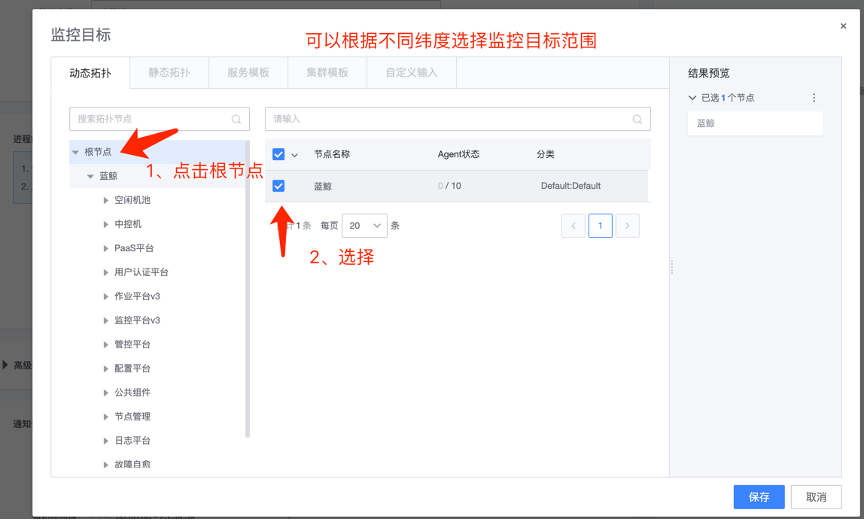 监控目标
×
可以根据不同纬度选择监控目标范围
动态拓扑
静态拓扑
服务模板
集群模板
自定义输入
结果预览
已选1个节点
蓝鲸
搜索拓扑节点
请输入
根节点
1、点击根节点
蓝鲸
空闲机池
中控机
PaaS平台
用户认证平台
作业平台v3
监控平台v3
管控平台
配置平台
公共组件
节点管理
日志平台
故障自愈
节点名称
Agent状态
分类
蓝鲸
0 / 10
Default:Default
计 1 条
每页
20
条
1
2、选择
保存
取消
进程
1.
2.
高级
通知